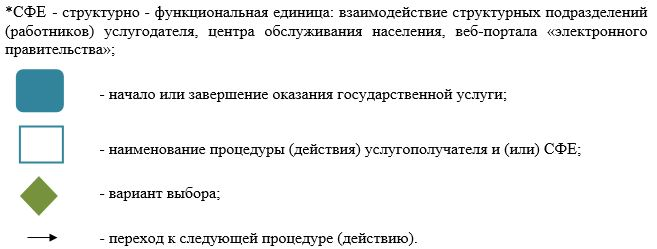 *СФЕ - структурно - функциональная единица: взаимодействие структурных подразделений
(работников) услугодателя, центра обслуживания населения, веб-портала «электронного
правительства»;
- начало или завершение оказания государственной услуги;
- наименование процедуры (действия) услугополучателя и (или) СФЕ;
- вариант выбора;
- переход к следующей процедуре (действию).